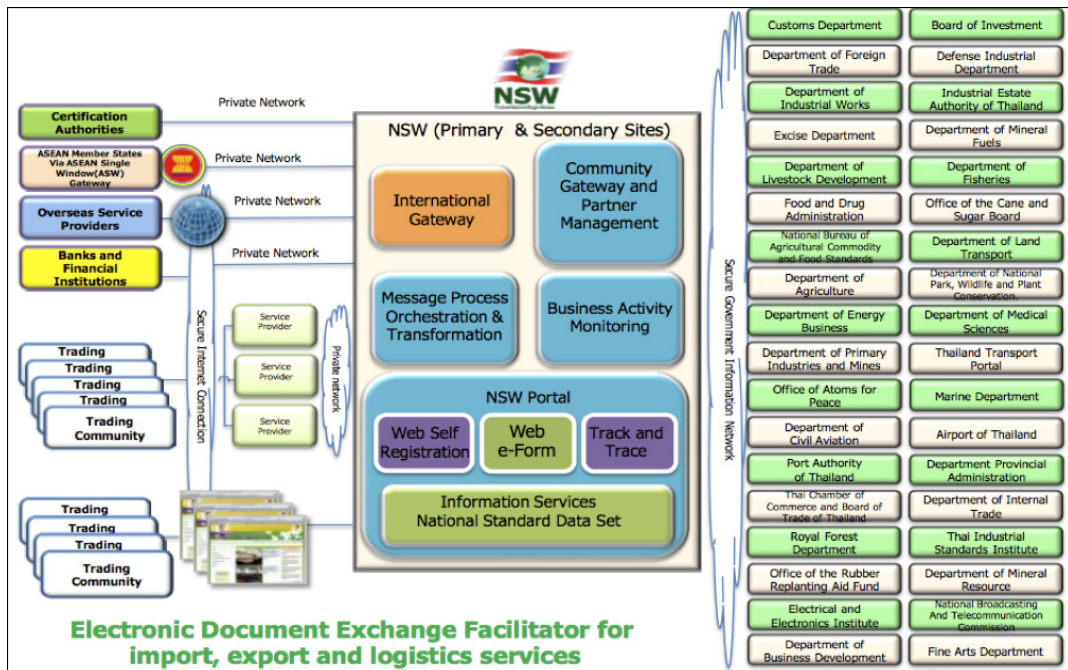 NSW
Private Network
Certification
Authorities
ASEAN Member States
Via ASEAN Single
Window(ASW)
Gateway
Private Network
Overseas Service
Providers
Private Network
Banks and
Financial
Institutions
Private Network
Secure Internet Connection
Service
Provider
Service
Provider
Service
Provider
Private network
Trading
Trading
Trading
Trading
Trading
Community
Trading
Trading
Trading
Trading
Community
NSW (Primary & Secondary Sites)
International
Gateway
Community
Gateway and
Partner
Management
Message Process
Orchestration &
Transformation
Business Activity
Monitoring
NSW Portal
Web Self
Registration
Web
e-Form
Track and
Trace
Information Services
National Standard Data Set
Secure Government Information Network
Customs Department
Board of Investment
Department of Foreign
Trade
Defense Industrial
Department
Department of
Industrial Works
Industrial Estate
Authority of Thailand
Excise Department
Department of Mineral
Fuels
Department of
Livestock Development
Department of
Fisheries
Food and Drug
Administration
Office of the Cane and
Sugar Board
National Bureau of
Agricultural Commodity
and Food Standards
Department of Land
Transport
Department of
Agriculture
Department of National
Park, Wildlife and Plant
Conservation.
Department of Energy
Business
Department of Medical
Sciences
Department of Primary
Industries and Mines
Thailand Transport
Portal
Office of Atoms for
Peace
Marine Department
Department of
Civil Aviation
Airport of Thailand
Port Authority
of Thailand
Department Provincial
Administration
Thai Chamber of
Commerce and Board of
Trade of Thailand
Department of Internal
Trade
Royal Forest
Department
Thai Industrial
Standards Institute
Office of the Rubber
Replanting Aid Fund
Department of Mineral
Resource
Electrical and
Electronics Institute
National Broadcasting
And Telecommunication
Commission
Department of
Business Development
Fine Arts Department
Electronic Document Exchange Facilitator for
import, export and logistics services